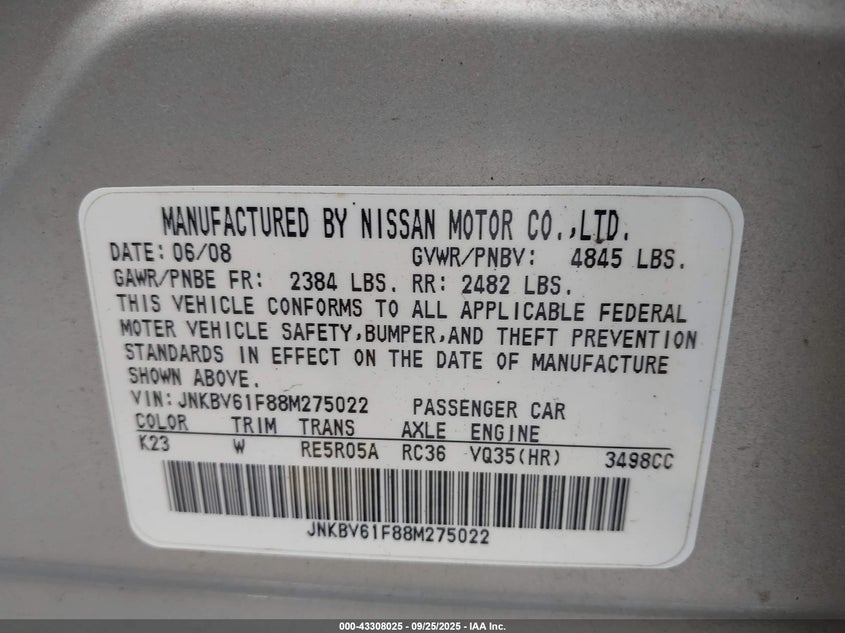 MANUFACTURED BY NISSAN MOTOR CO.,LTD.
DATE: 06/08 GVWR/PNBV: 4845 LBS.
GAWR/PNBE FR: 2384 LBS. RR: 2482 LBS.
THIS VEHICLE CONFORMS TO ALL APPLICABLE FEDERAL
MOTER VEHICLE SAFETY,BUMPER,AND THEFT PREVENTION
STANDARDS IN EFFECT ON THE DATE OF MANUFACTURE
SHOWN ABOVE.
VIN: JNKBV61F88M275022 PASSENGER CAR
COLOR TRIM TRANS AXLE ENGINE
K23 W RE5R05A RC36 VQ35(HR) 3498CC
JNKBV61F88M275022
000-43308025 - 09/25/2025 - IAA Inc.